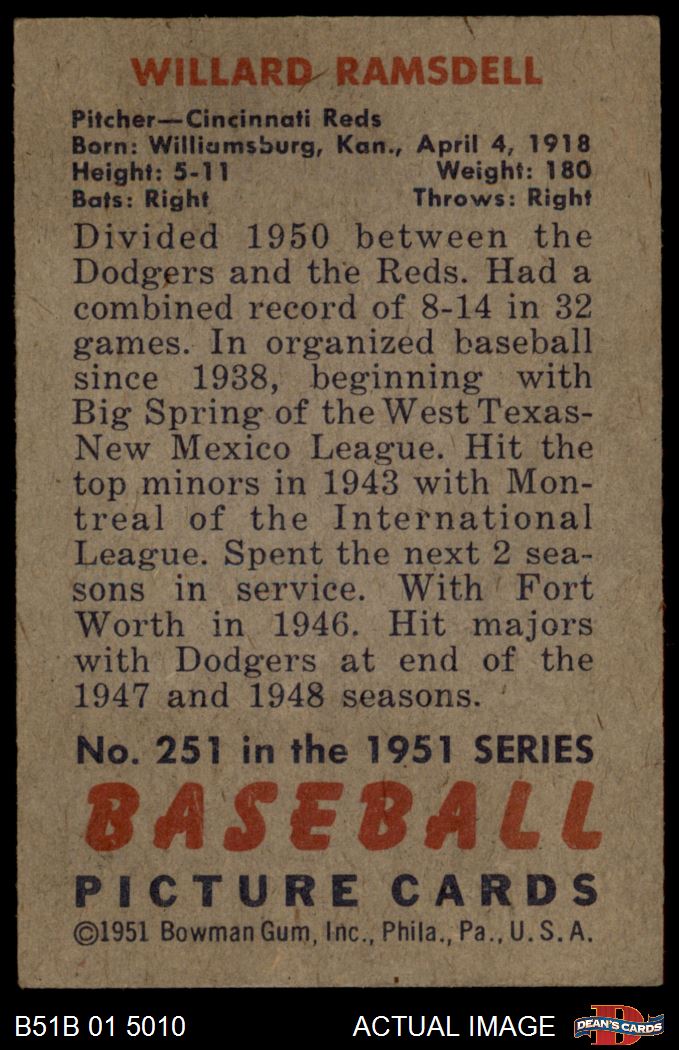 WILLARD RAMSDELL
Pitcher—Cincinnati Reds
Born: Williamsburg, Kan., April 4, 1918
Height: 5-11 Weight: 180
Bats: Right Throws: Right
Divided 1950 between the
Dodgers and the Reds. Had a
combined record of 8-14 in 32
games. In organized baseball
since 1938, beginning with
Big Spring of the West Texas-
New Mexico League. Hit the
top minors in 1943 with Mon-
treal of the International
League. Spent the next 2 sea-
sons in service. With Fort
Worth in 1946. Hit majors
with Dodgers at end of the
1947 and 1948 seasons.
No. 251 in the 1951 SERIES
BASEBALL
PICTURE CARDS
©1951 Bowman Gum, Inc., Phila., Pa., U. S. A.
B51B 01 5010 ACTUAL IMAGE D DEAN'S CARDS